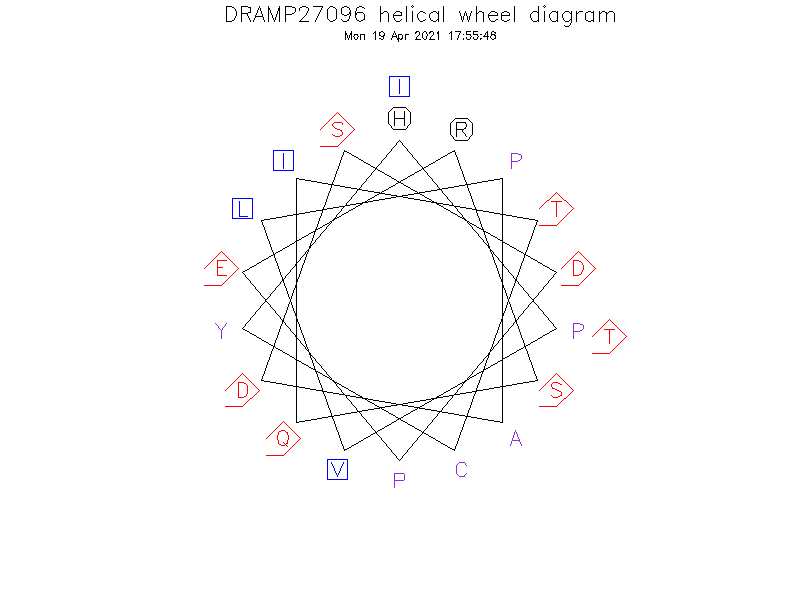 DRAMP27096 helical wheel diagram
Mon 19 Apr 2021 17:55:48
I
S H R
I P
L T
E D
Y P T
D S
Q A
V P C